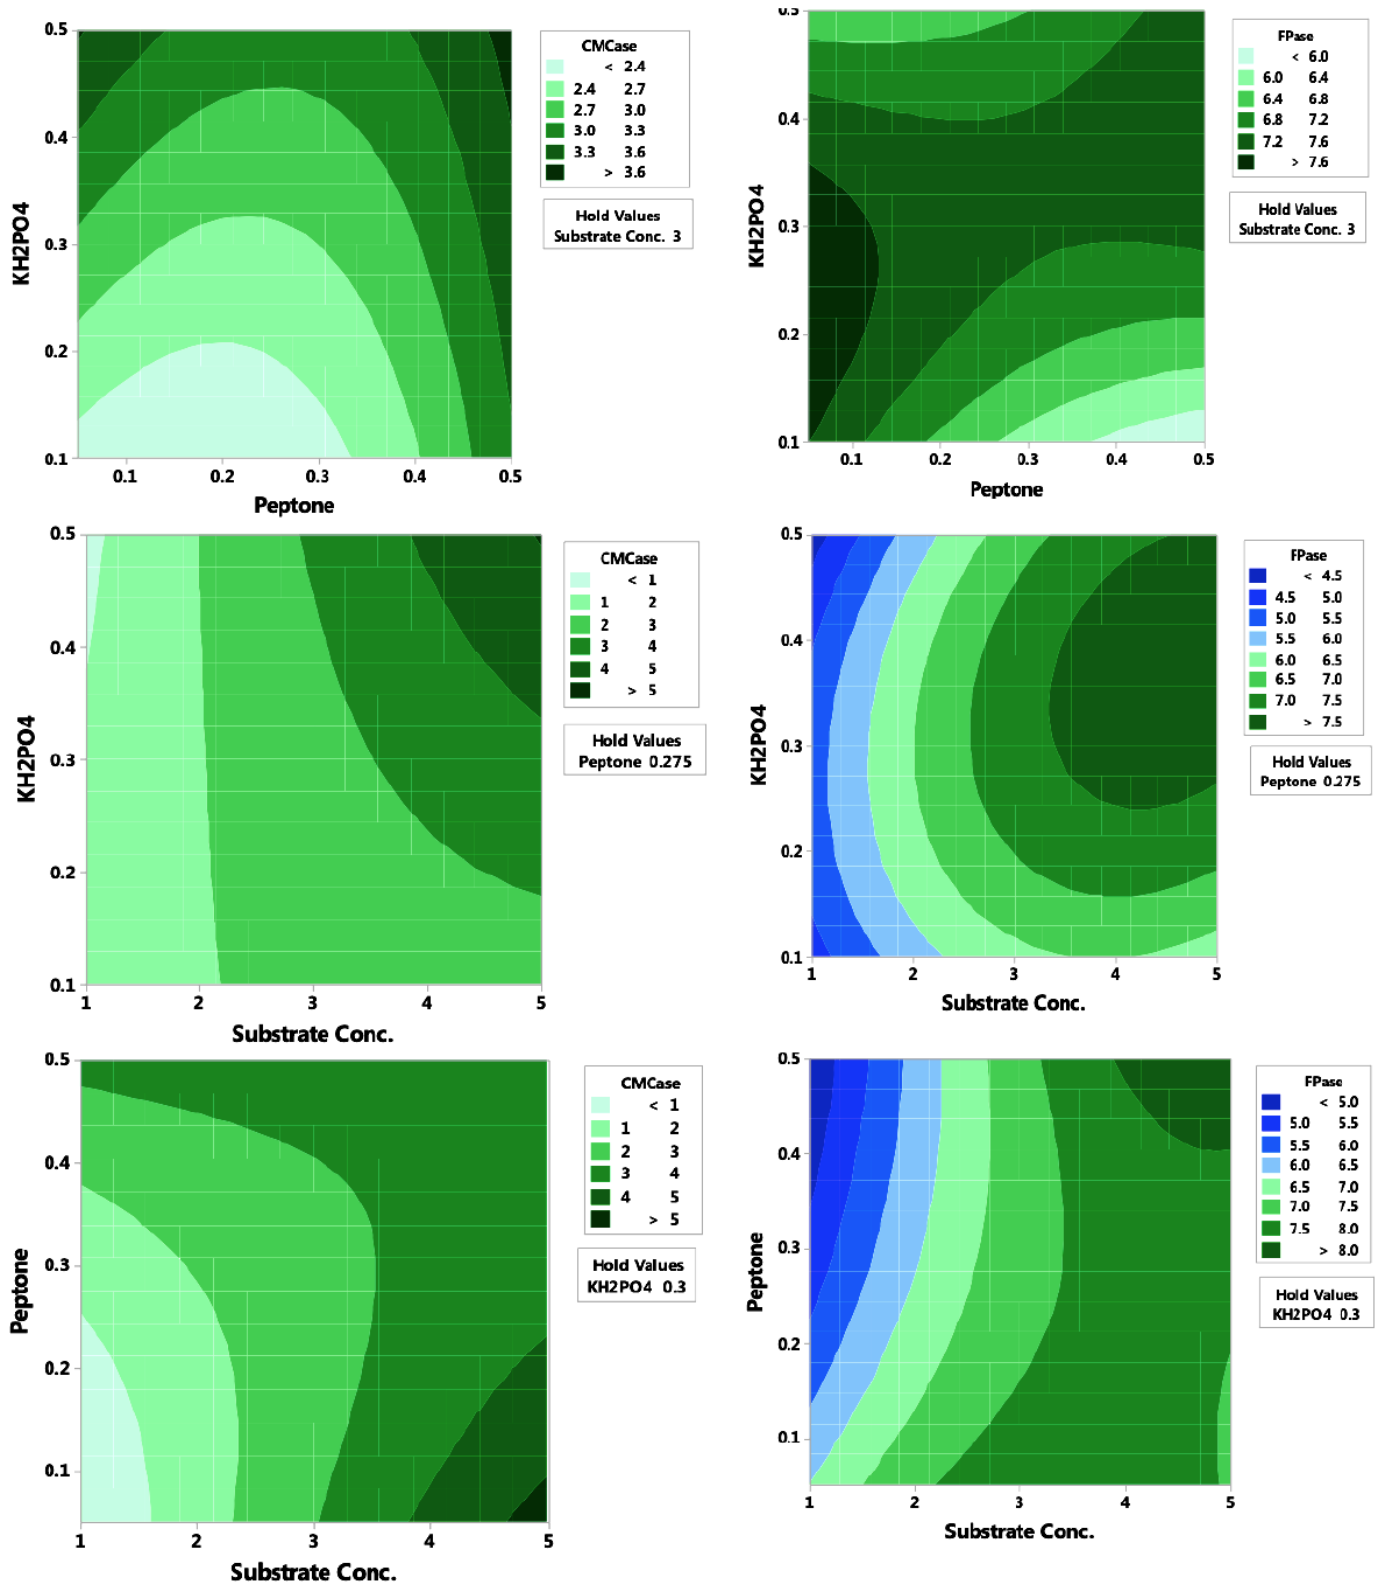 0.5
0.4
0.3
0.2
0.1
KH2PO4
0.1 0.2 0.3 0.4 0.5
Peptone
CMCase
< 2.4
2.4 2.7
2.7 3.0
3.0 3.3
3.3 3.6
> 3.6
Hold Values
Substrate Conc. 3
0.5
0.4
0.3
0.2
0.1
KH2PO4
0.1 0.2 0.3 0.4 0.5
Peptone
FPase
< 6.0
6.0 6.4
6.4 6.8
6.8 7.2
7.2 7.6
> 7.6
Hold Values
Substrate Conc. 3
0.5
0.4
0.3
0.2
0.1
KH2PO4
1 2 3 4 5
Substrate Conc.
CMCase
< 1
1 2
2 3
3 4
4 5
> 5
Hold Values
Peptone 0.275
0.5
0.4
0.3
0.2
0.1
KH2PO4
1 2 3 4 5
Substrate Conc.
FPase
< 4.5
4.5 5.0
5.0 5.5
5.5 6.0
6.0 6.5
6.5 7.0
7.0 7.5
> 7.5
Hold Values
Peptone 0.275
0.5
0.4
0.3
0.2
0.1
Peptone
1 2 3 4 5
Substrate Conc.
CMCase
< 1
1 2
2 3
3 4
4 5
> 5
Hold Values
KH2PO4 0.3
0.5
0.4
0.3
0.2
0.1
Peptone
1 2 3 4 5
Substrate Conc.
FPase
< 5.0
5.0 5.5
5.5 6.0
6.0 6.5
6.5 7.0
7.0 7.5
7.5 8.0
> 8.0
Hold Values
KH2PO4 0.3